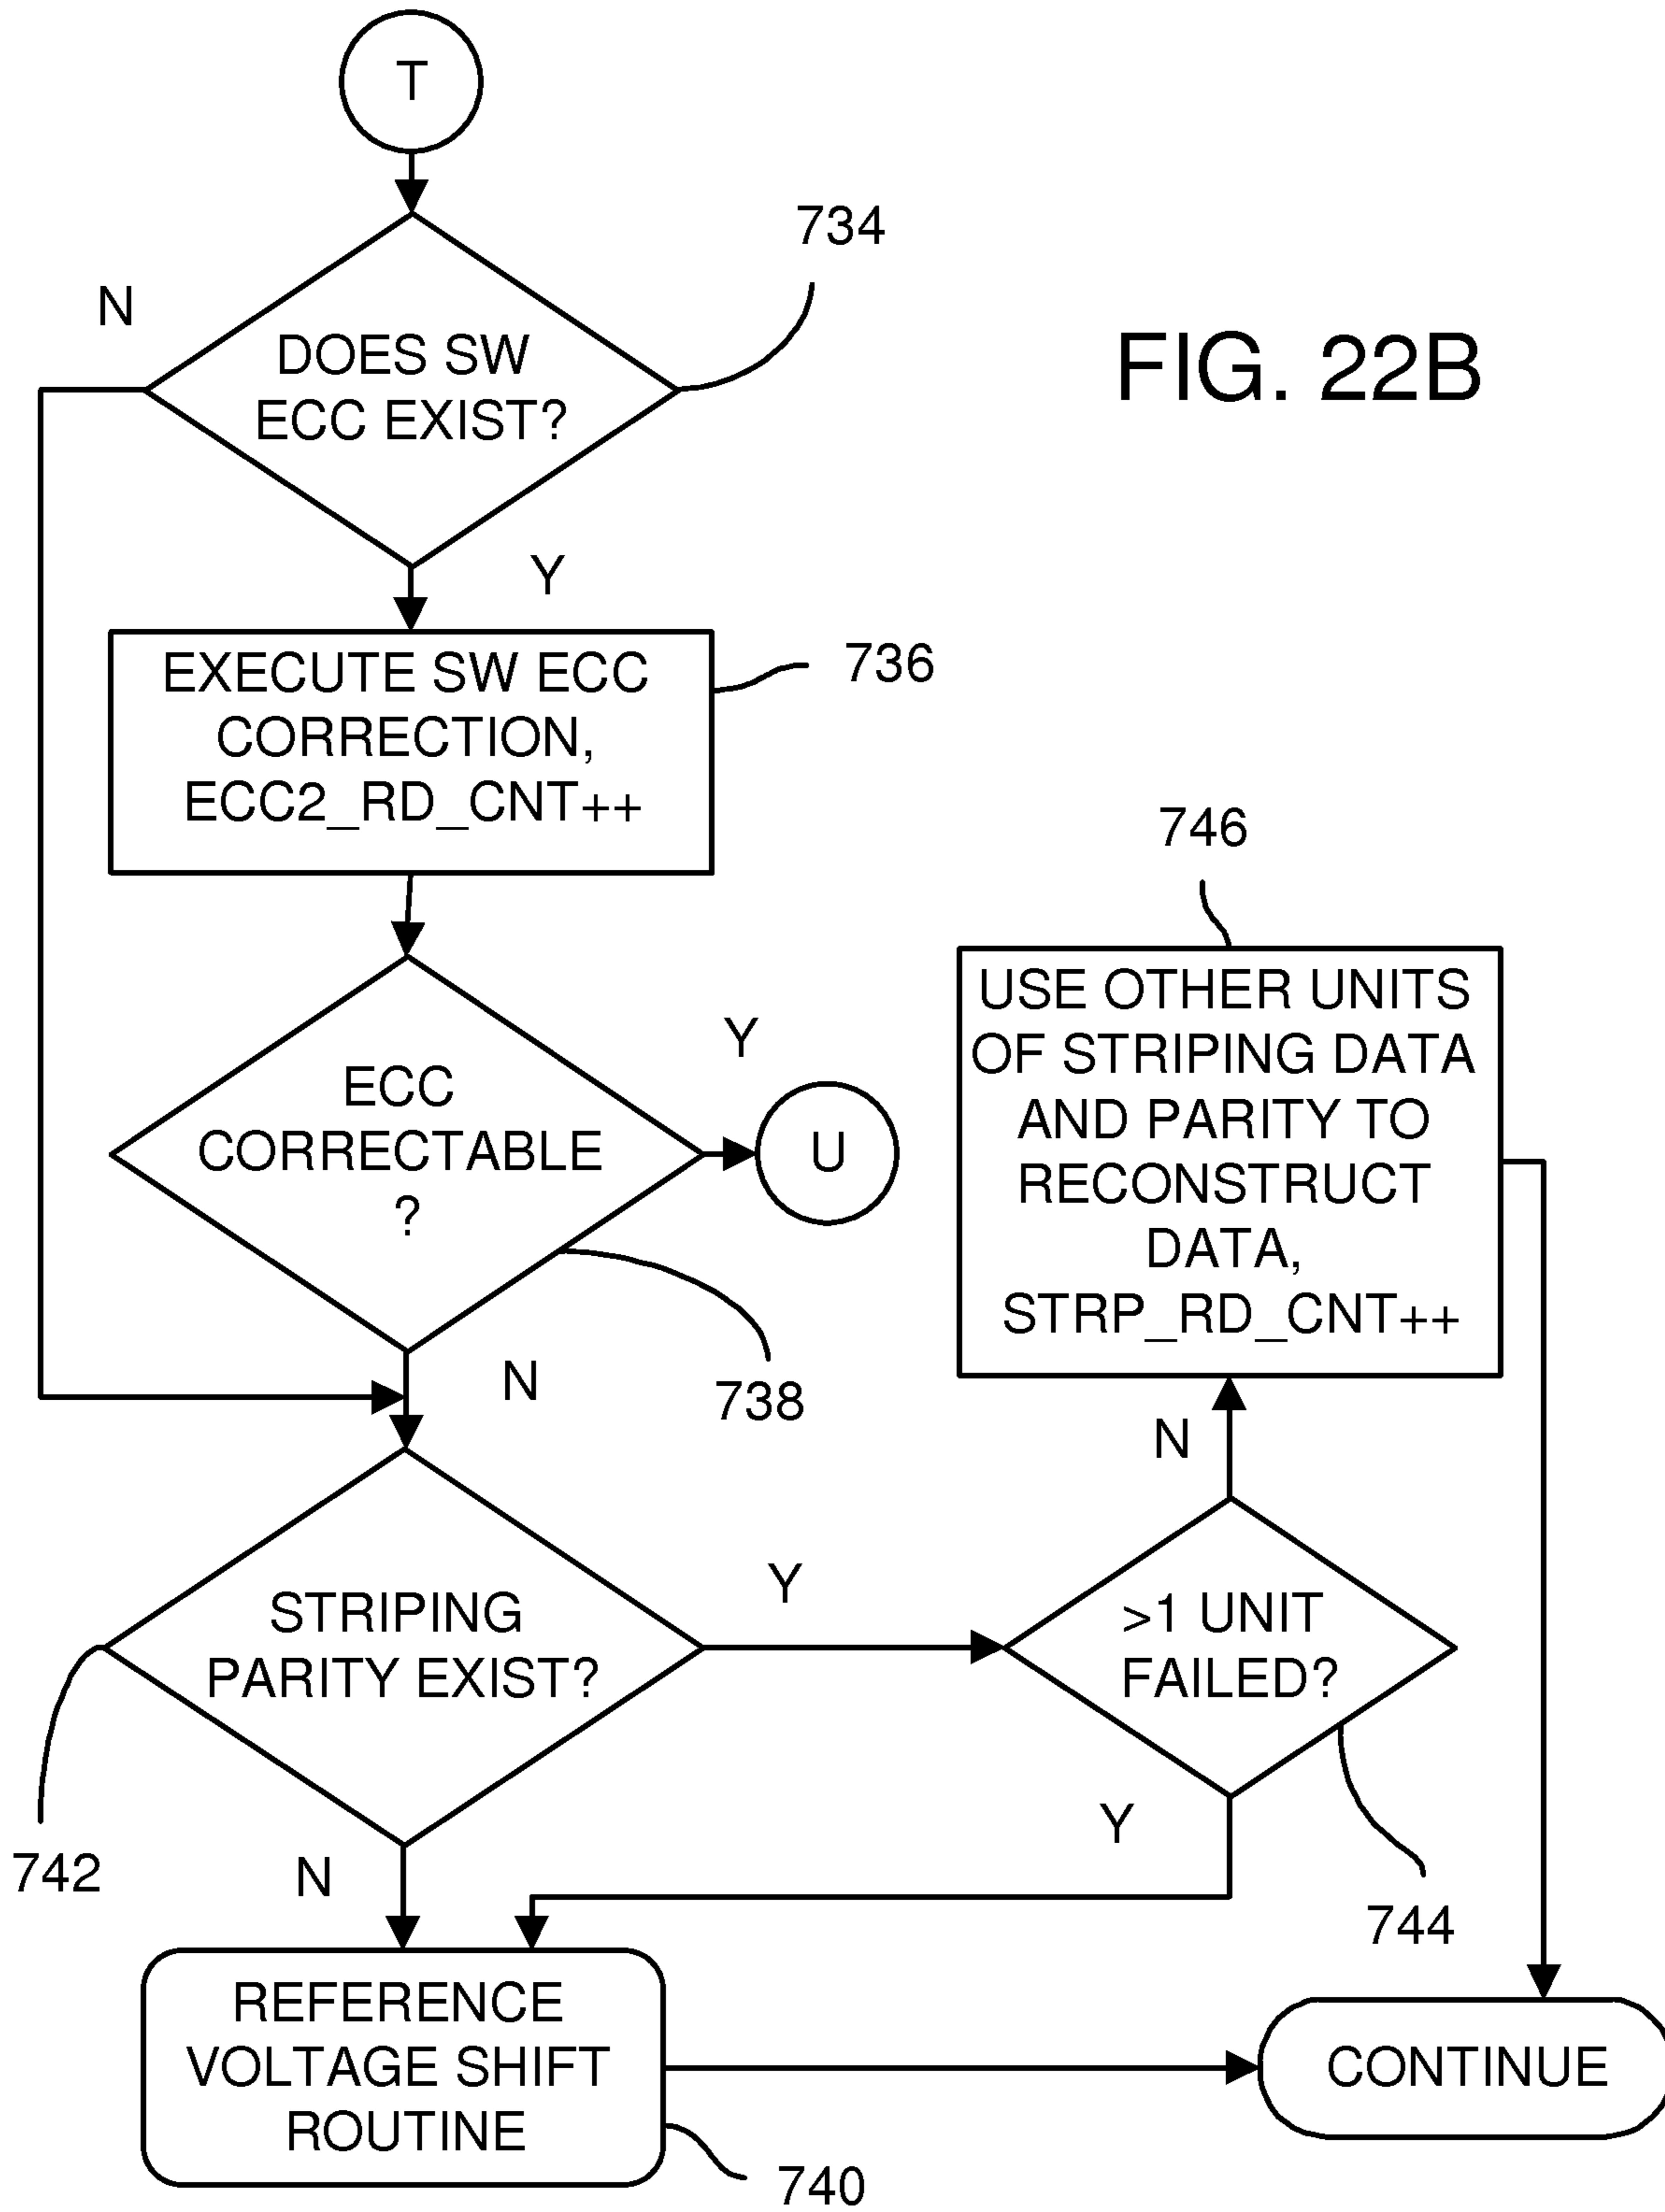 T
734
N
DOES SW
ECC EXIST?
FIG. 22B
Y
EXECUTE SW ECC
CORRECTION,
ECC2_RD_CNT++
736
746
USE OTHER UNITS
OF STRIPING DATA
AND PARITY TO
RECONSTRUCT
DATA,
STRP_RD_CNT++
Y
ECC
CORRECTABLE
?
U
N
738
N
STRIPING
PARITY EXIST?
Y
>1 UNIT
FAILED?
742
N
Y
744
REFERENCE
VOLTAGE SHIFT
ROUTINE
CONTINUE
740